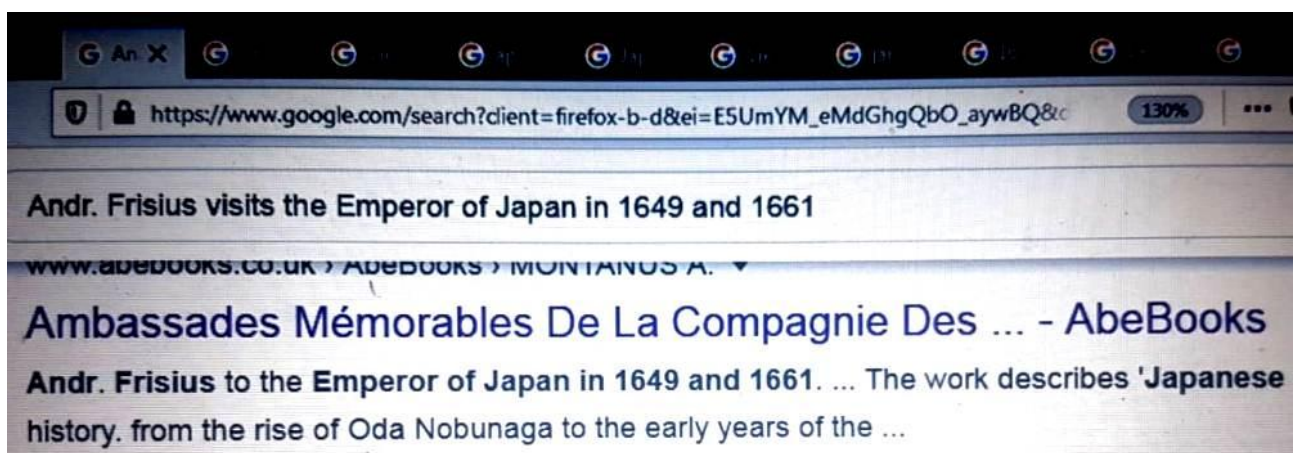 An
https://www.google.com/search?client=firefox-b-d&ei=E5UmYM_eMdGhgQbO_aywBQ&
130%
Andr. Frisius visits the Emperor of Japan in 1649 and 1661
www.abebooks.co.uk › AbeBooks › MONTANUS A.
Ambassades Mémorables De La Compagnie Des ... - AbeBooks
Andr. Frisius to the Emperor of Japan in 1649 and 1661. ... The work describes 'Japanese
history. from the rise of Oda Nobunaga to the early years of the ...